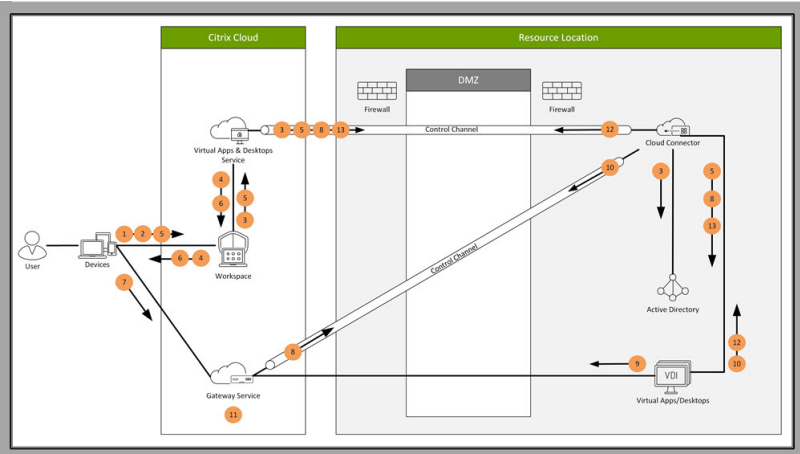 Citrix Cloud
Resource Location
DMZ
Firewall
Firewall
3 5 8 13
Control Channel
12
Virtual Apps & Desktops
Service
Cloud Connector
10
4
6
5
3
3
5
8
13
1 2 5
User
Devices
6 4
Workspace
Control Channel
7
Active Directory
8
12
10
9
VDI
Gateway Service
Virtual Apps/Desktops
11